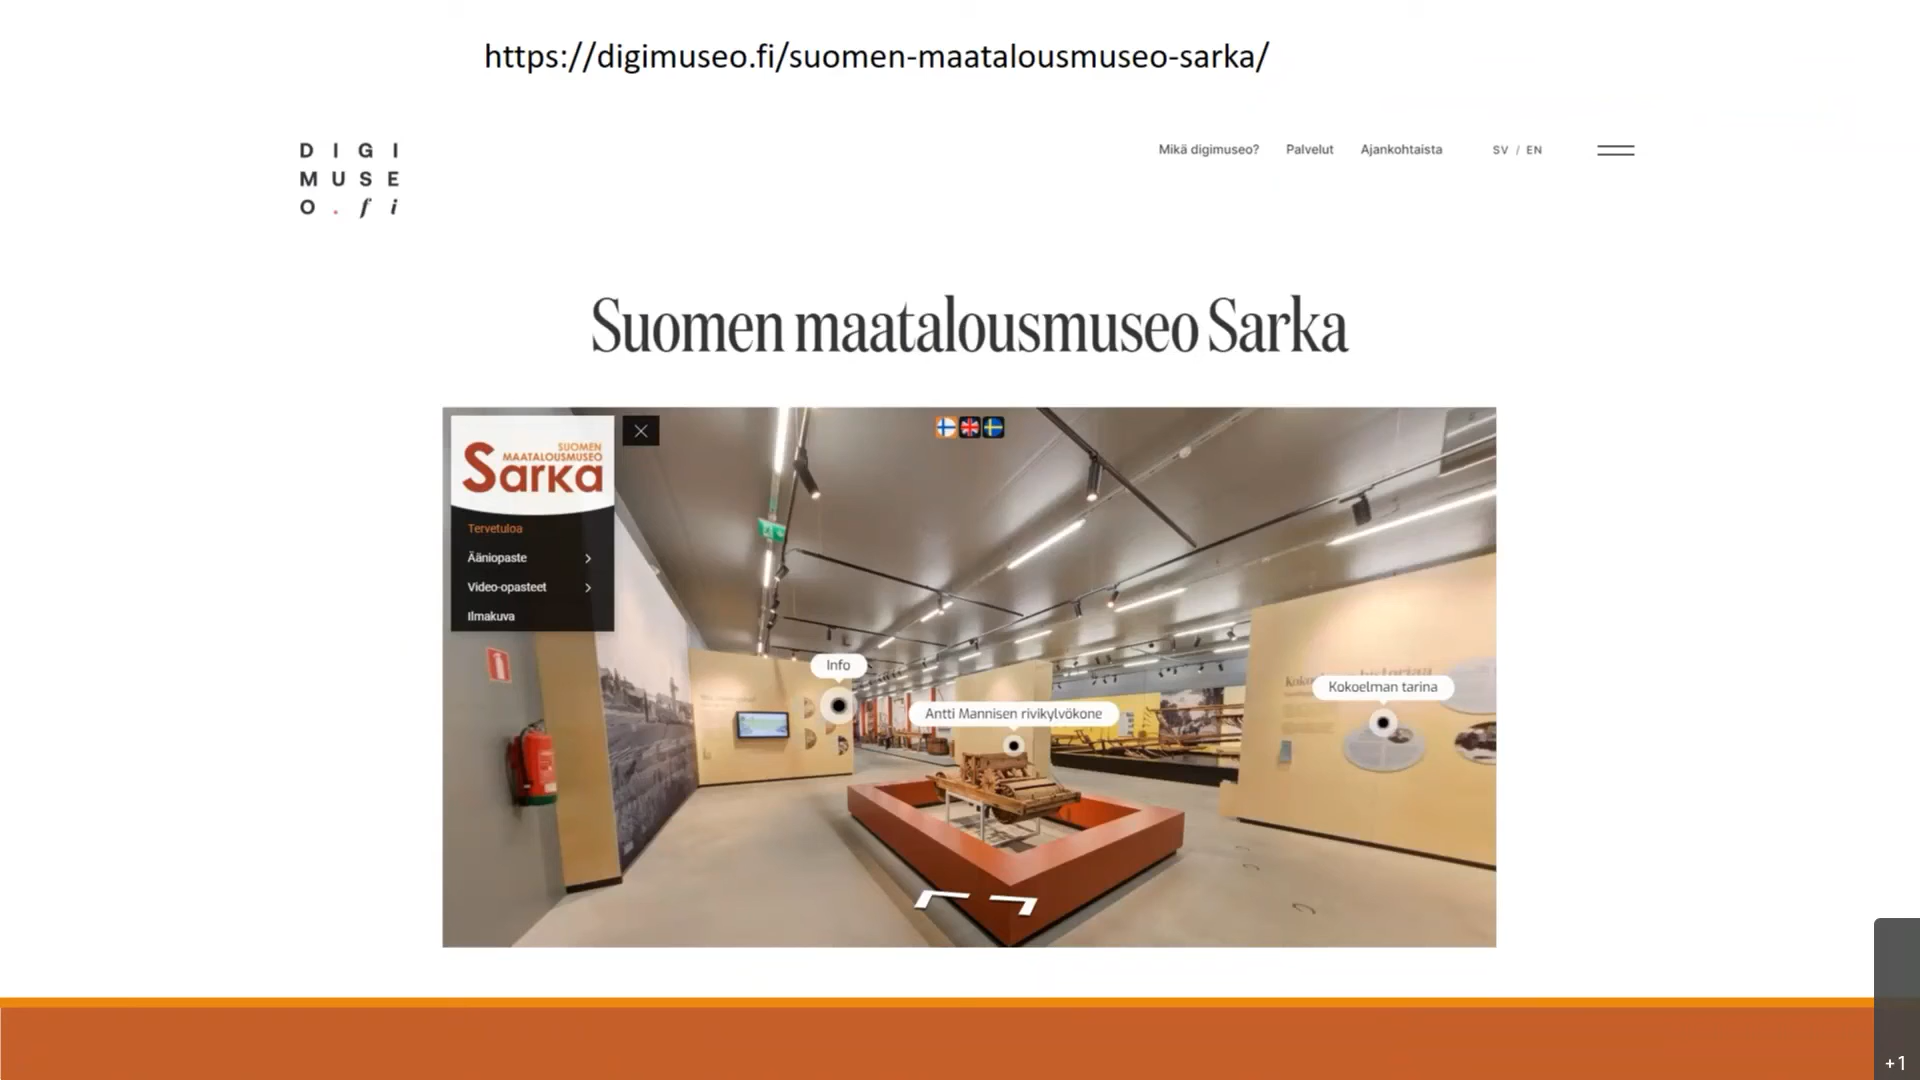 https://digimuseo.fi/suomen-maatalousmuseo-sarka/
DIGI
MUSE
O.fi
Mikä digimuseo? Palvelut Ajankohtaista SV / EN
Suomen maatalousmuseo Sarka
SUOMEN
MAATALOUSMUSEO
Sarka
Tervetuloa
Ääniopaste
Video-opasteet
Ilmakuva
Info
Antti Mannisen rivikylvökone
Kokoelman tarina
+1